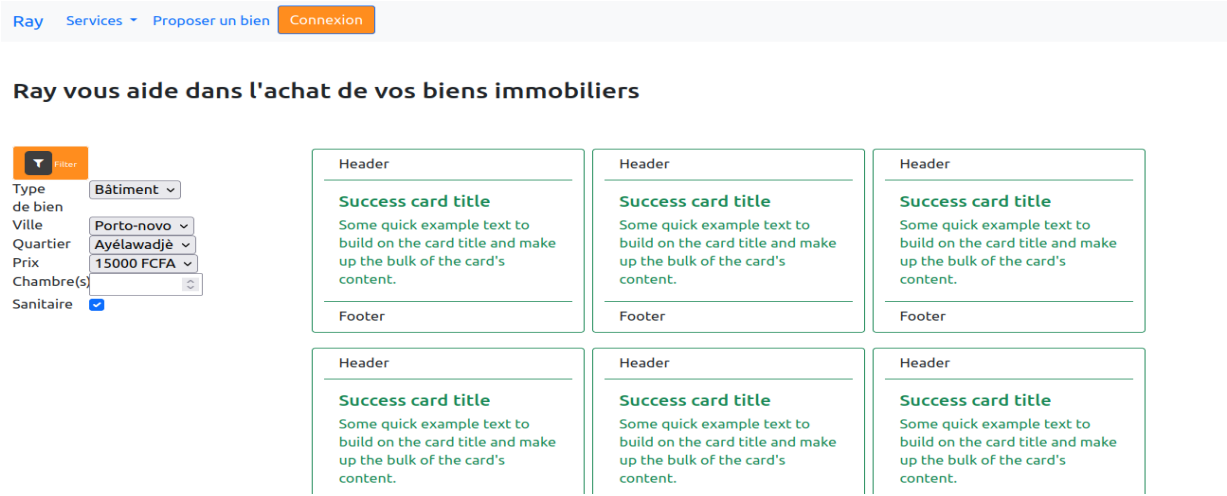 Ray Services Proposer un bien Connexion
Ray vous aide dans l'achat de vos biens immobiliers
Filter
Type de bien Bâtiment
Ville Porto-novo
Quartier Ayélawadjè
Prix 15000 FCFA
Chambre(s)
Sanitaire
Header
Success card title
Some quick example text to
build on the card title and make
up the bulk of the card's
content.
Footer
Header
Success card title
Some quick example text to
build on the card title and make
up the bulk of the card's
content.
Footer
Header
Success card title
Some quick example text to
build on the card title and make
up the bulk of the card's
content.
Footer
Header
Success card title
Some quick example text to
build on the card title and make
up the bulk of the card's
content.
Header
Success card title
Some quick example text to
build on the card title and make
up the bulk of the card's
content.
Header
Success card title
Some quick example text to
build on the card title and make
up the bulk of the card's
content.